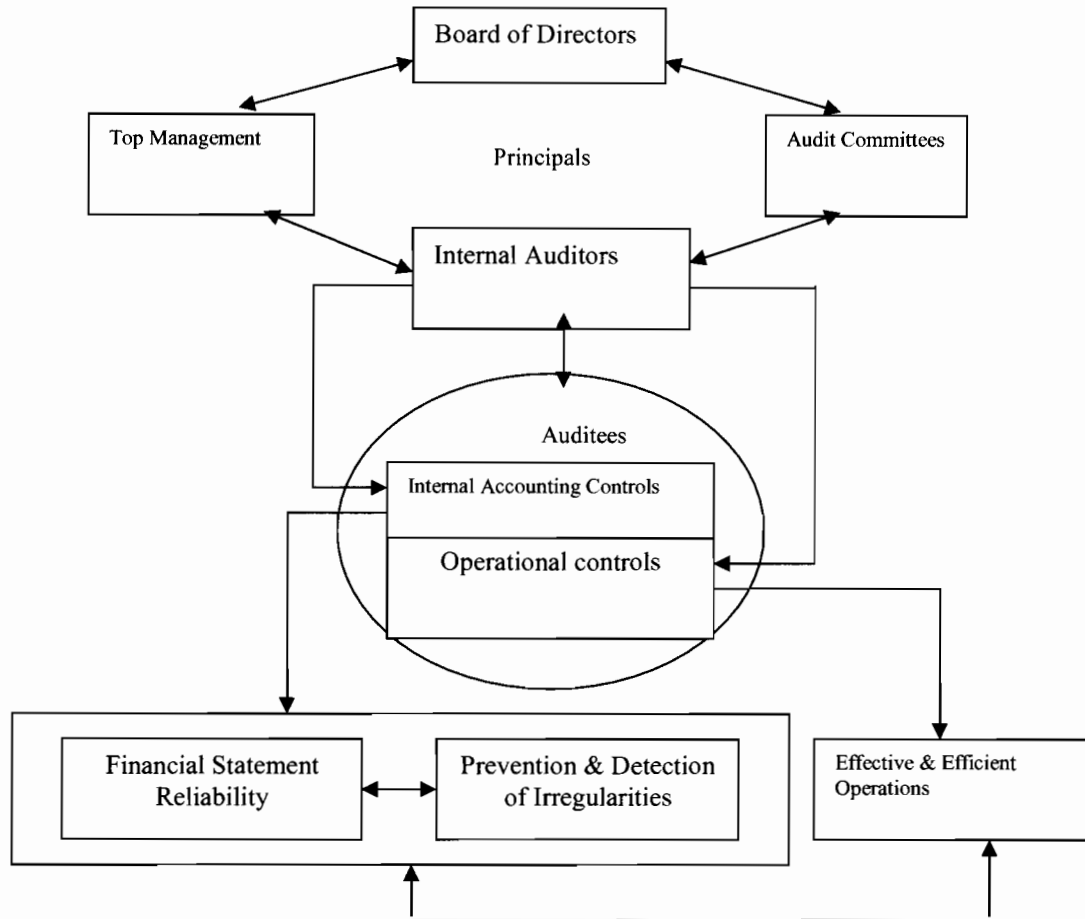 Board of Directors
Top Management
Audit Committees
Principals
Internal Auditors
Auditees
Internal Accounting Controls
Operational controls
Financial Statement
Reliability
Prevention & Detection
of Irregularities
Effective & Efficient
Operations